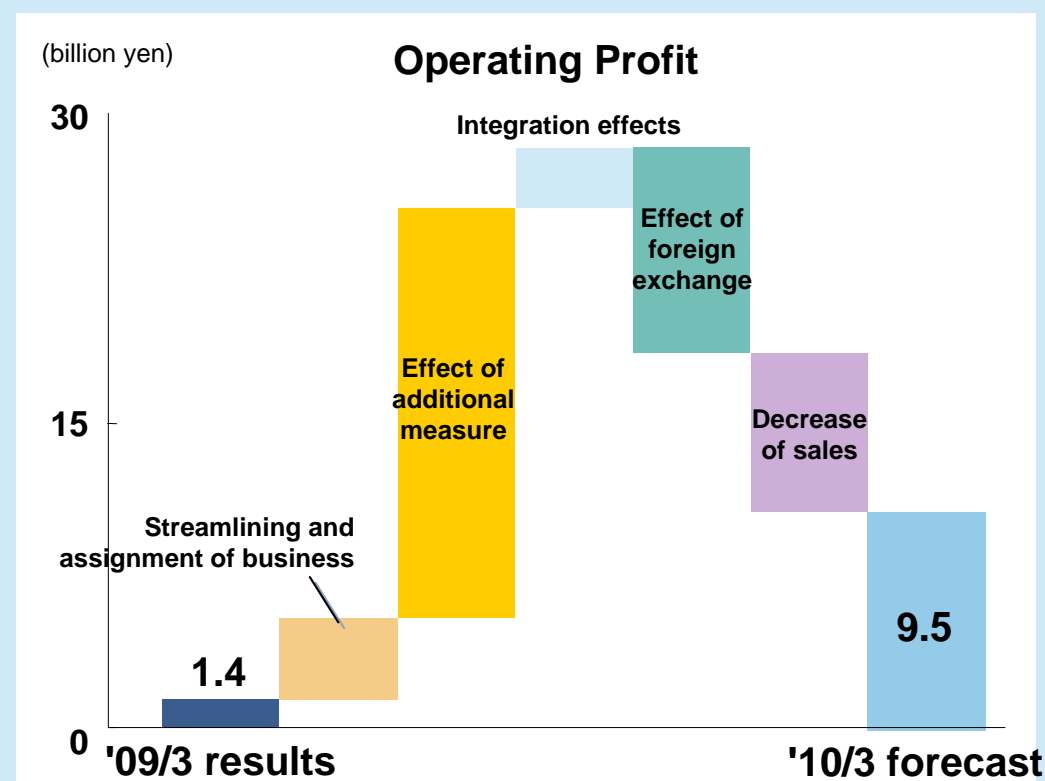 (billion yen)
Operating Profit
30
Integration effects
Effect of
foreign
exchange
Effect of
additional
measure
15
Decrease
of sales
Streamlining and
assignment of business
1.4
9.5
0
'09/3 results
'10/3 forecast